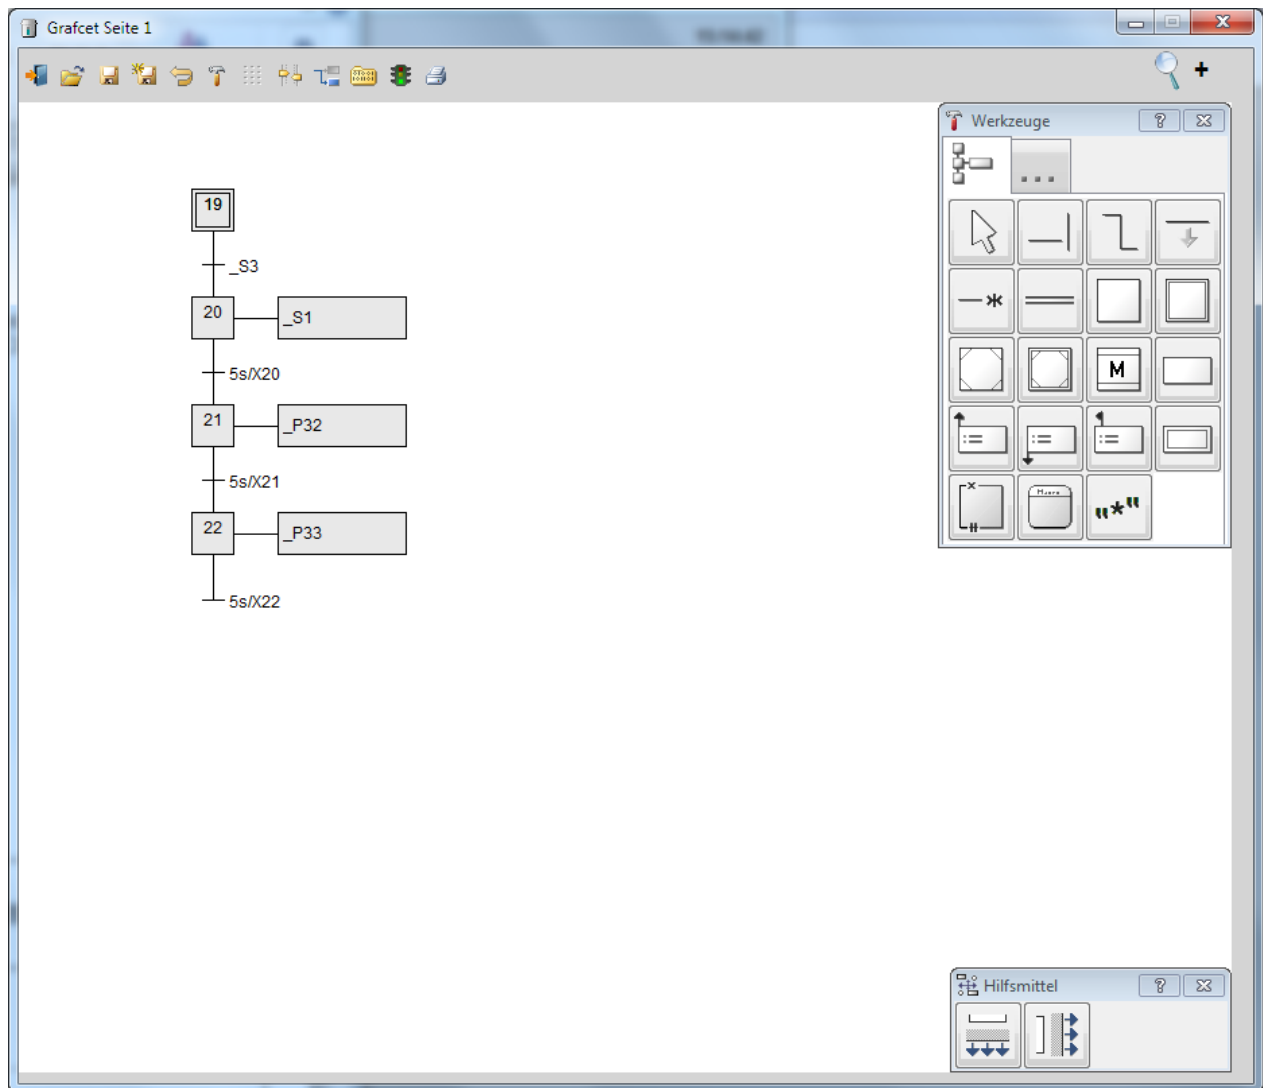 Grafcet Seite 1
Werkzeuge
19
_S3
20
_S1
5s/X20
21
_P32
5s/X21
22
_P33
5s/X22
M
:=
:=
:=
"*"
Hilfsmittel